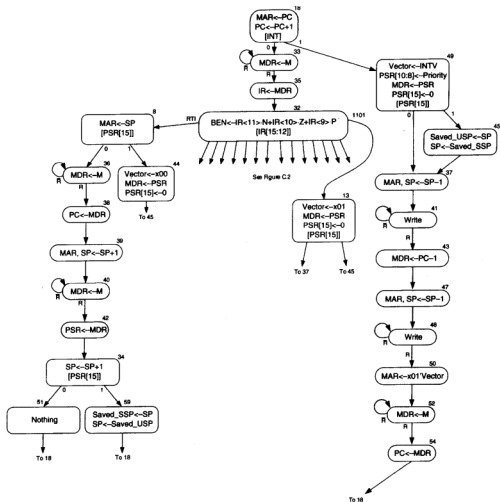 18
MAR<-PC
PC<-PC+1
[INT]
0
1
33
MDR<-M
R̅
R
35
IR<-MDR
32
BEN<-IR<11>·N+IR<10>·Z+IR<9>·P
[IR[15:12]]
RTI
1101
See Figure C.2
8
MAR<-SP
[PSR[15]]
0
1
36
MDR<-M
R̅
R
44
Vector<-x00
MDR<-PSR
PSR[15]<-0
To 45
38
PC<-MDR
39
MAR, SP<-SP+1
40
MDR<-M
R̅
R
42
PSR<-MDR
34
SP<-SP+1
[PSR[15]]
0
1
51
Nothing
To 18
59
Saved_SSP<-SP
SP<-Saved_USP
To 18
13
Vector<-x01
MDR<-PSR
PSR[15]<-0
[PSR[15]]
To 37
To 45
49
Vector<-INTV
PSR[10:8]<-Priority
MDR<-PSR
PSR[15]<-0
[PSR[15]]
0
1
45
Saved_USP<-SP
SP<-Saved_SSP
37
MAR, SP<-SP-1
41
Write
R̅
R
43
MDR<-PC-1
47
MAR, SP<-SP-1
48
Write
R̅
R
50
MAR<-x01'Vector
52
MDR<-M
R̅
R
54
PC<-MDR
To 18